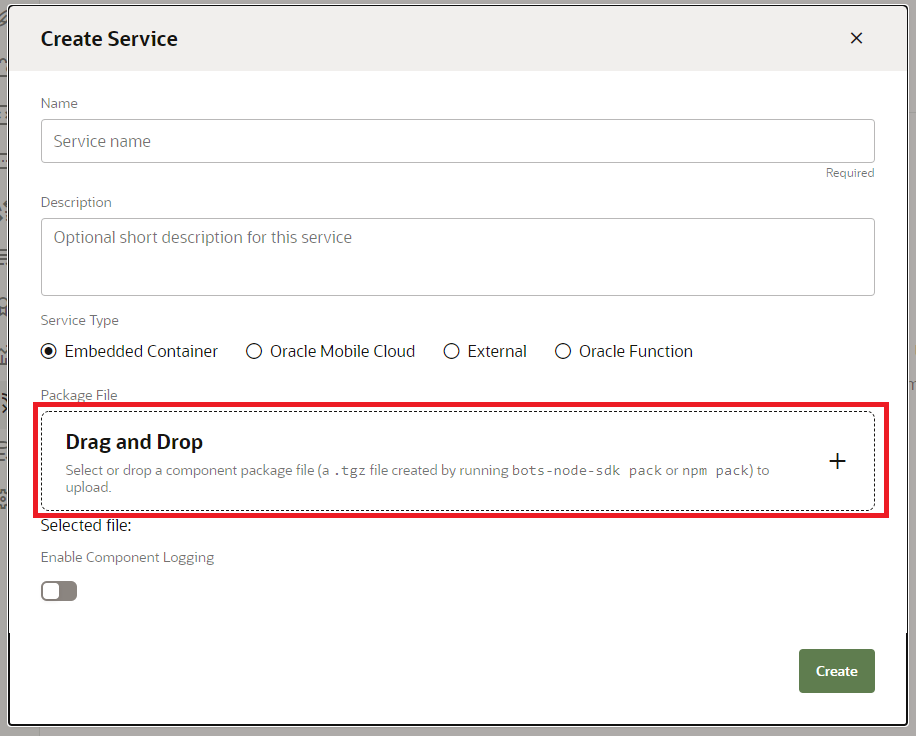 Create Service
Name
Service name
Required
Description
Optional short description for this service
Service Type
Embedded Container Oracle Mobile Cloud External Oracle Function
Package File
Drag and Drop
Select or drop a component package file (a .tgz file created by running bots-node-sdk pack or npm pack) to
upload.
Selected file:
Enable Component Logging
Create